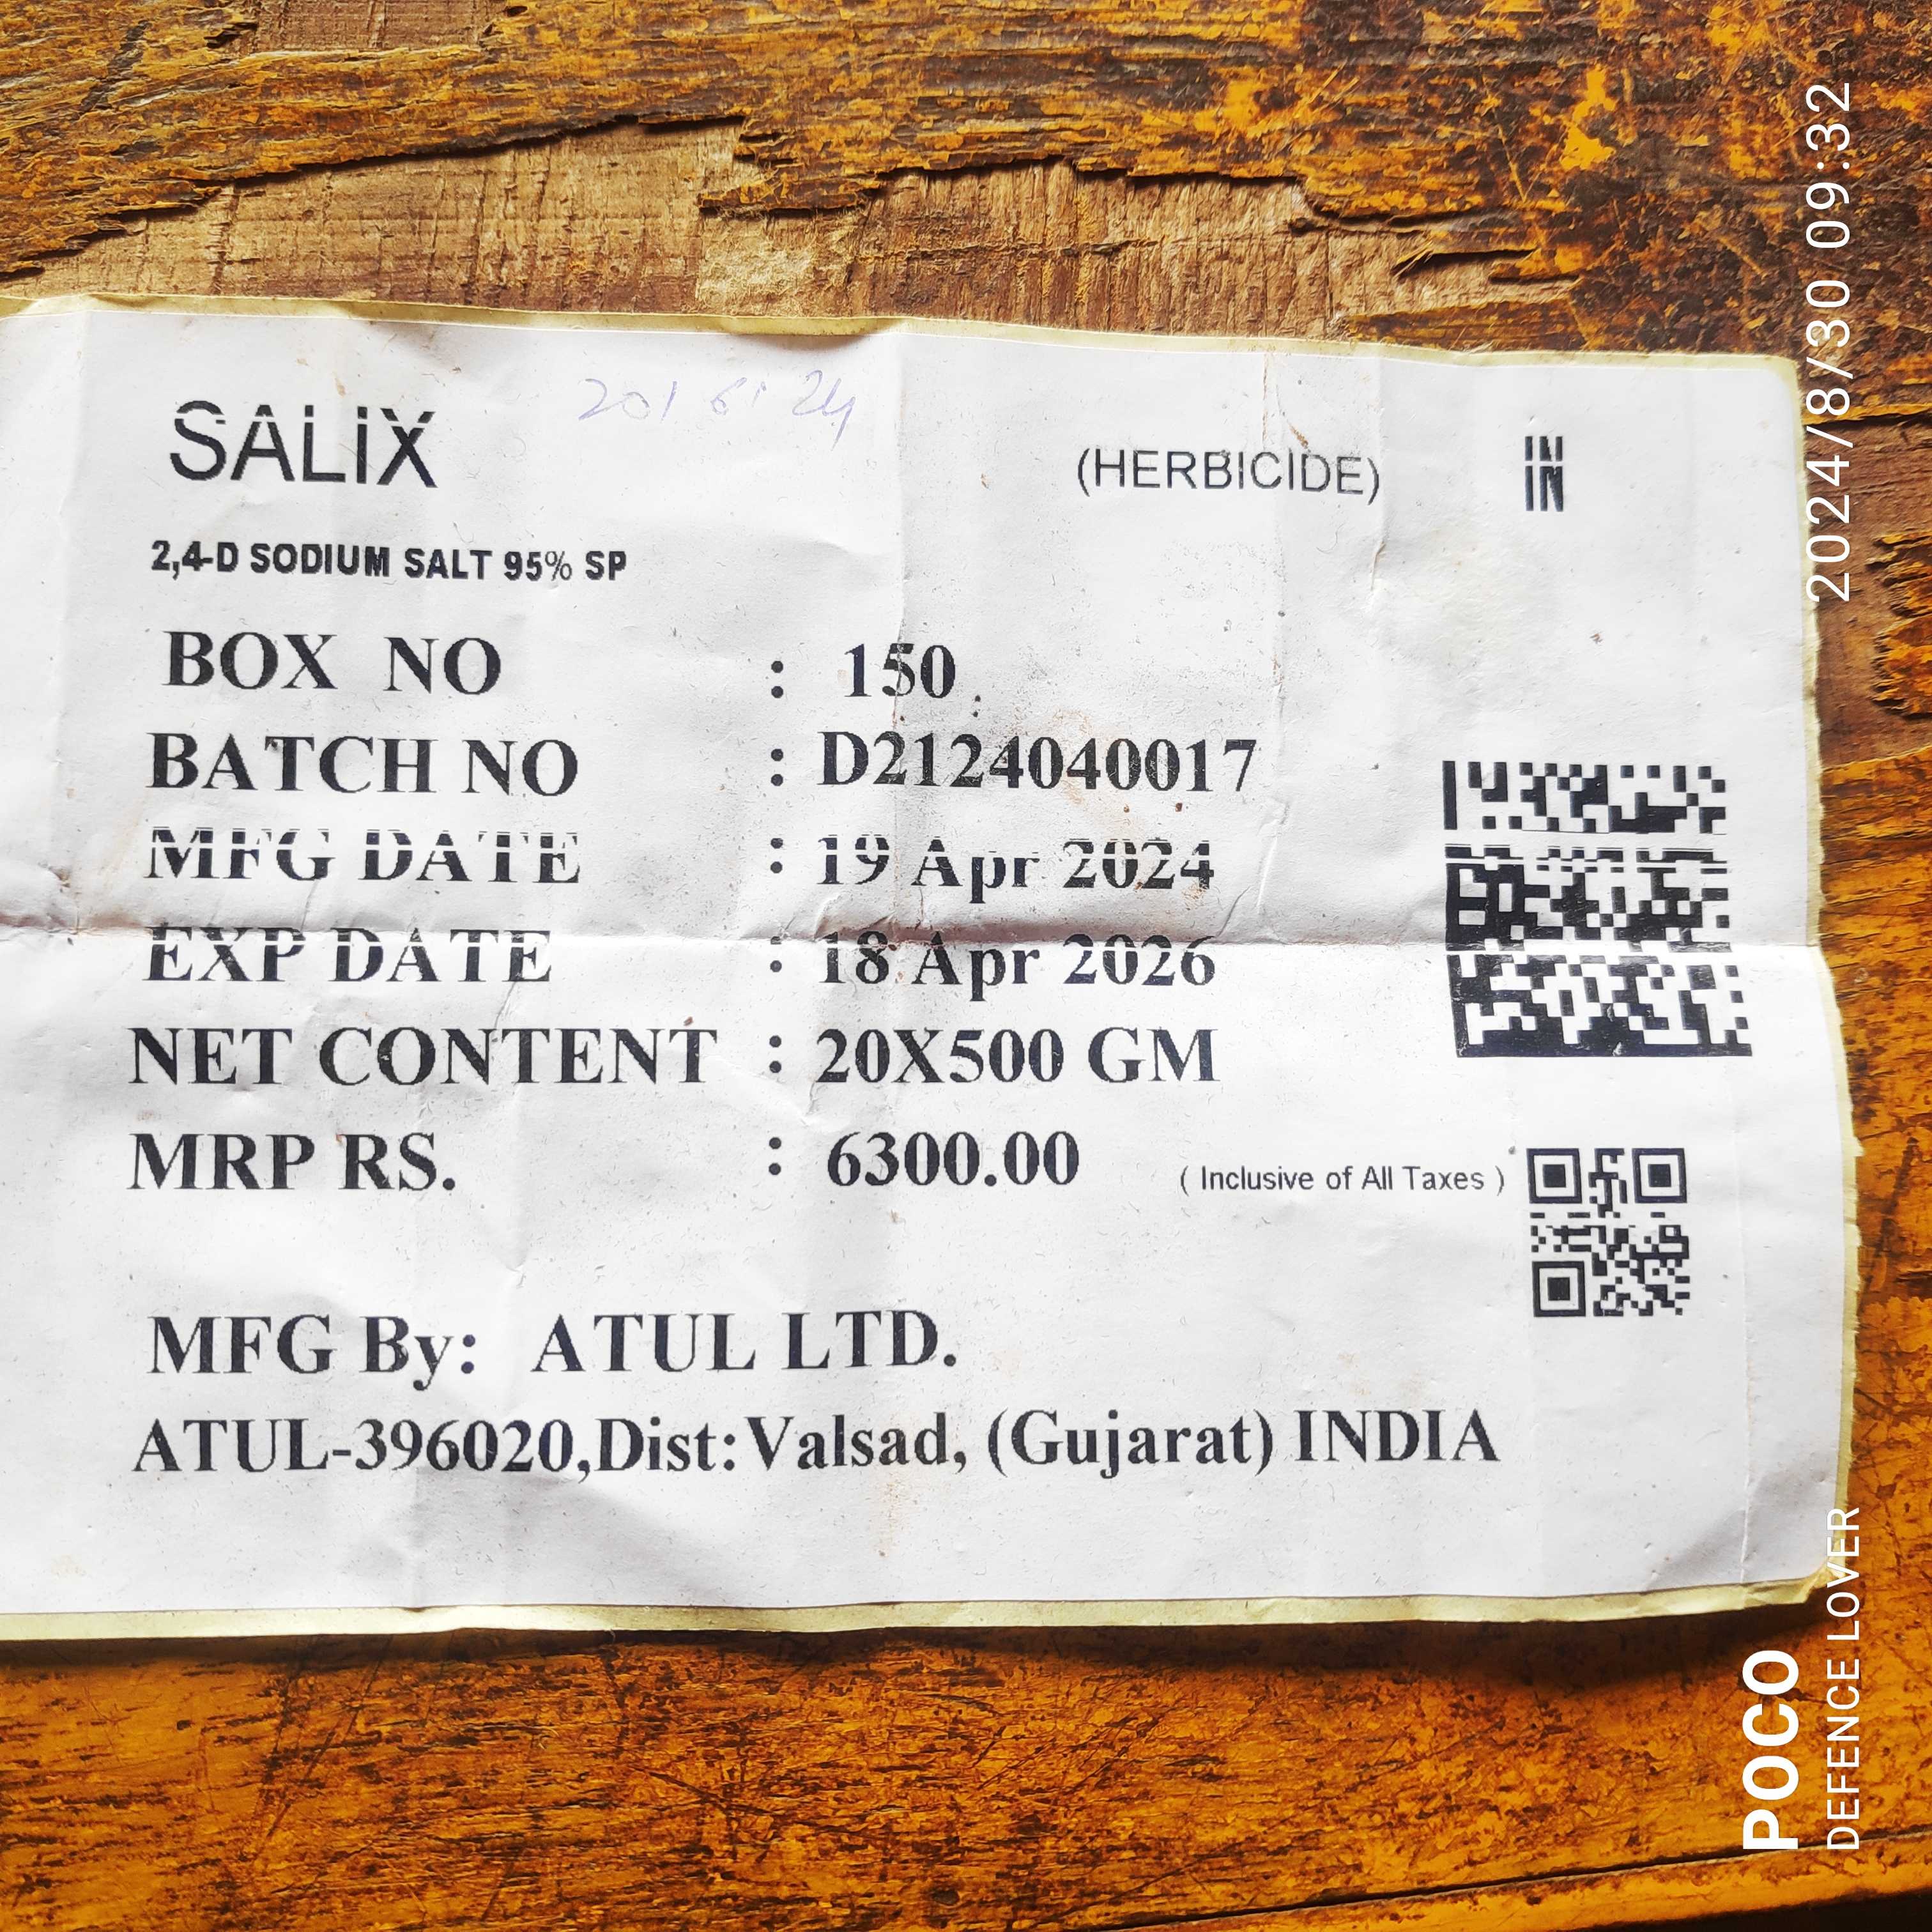 SALiX
(HERBICIDE)
IN
2,4-D SODIUM SALT 95% SP
BOX NO : 150
BATCH NO : D2124040017
MFG DATE : 19 Apr 2024
EXP DATE : 18 Apr 2026
NET CONTENT : 20X500 GM
MRP RS. : 6300.00 ( Inclusive of All Taxes )
MFG By: ATUL LTD.
ATUL-396020,Dist:Valsad, (Gujarat) INDIA
2024/8/30 09:32
POCO
DEFENCE LOVER